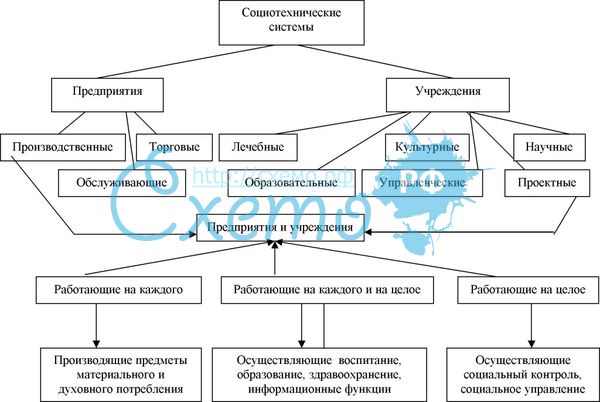 Социотехнические
системы
Предприятия
Учреждения
Производственные
Торговые
Лечебные
Культурные
Научные
Обслуживающие
Образовательные
Управленческие
Проектные
http://схемо.рф
Схемо
РФ
Предприятия и учреждения
Работающие на каждого
Работающие на каждого и на целое
Работающие на целое
Производящие предметы
материального и
духовного потребления
Осуществляющие воспитание,
образование, здравоохранение,
информационные функции
Осуществляющие
социальный контроль,
социальное управление